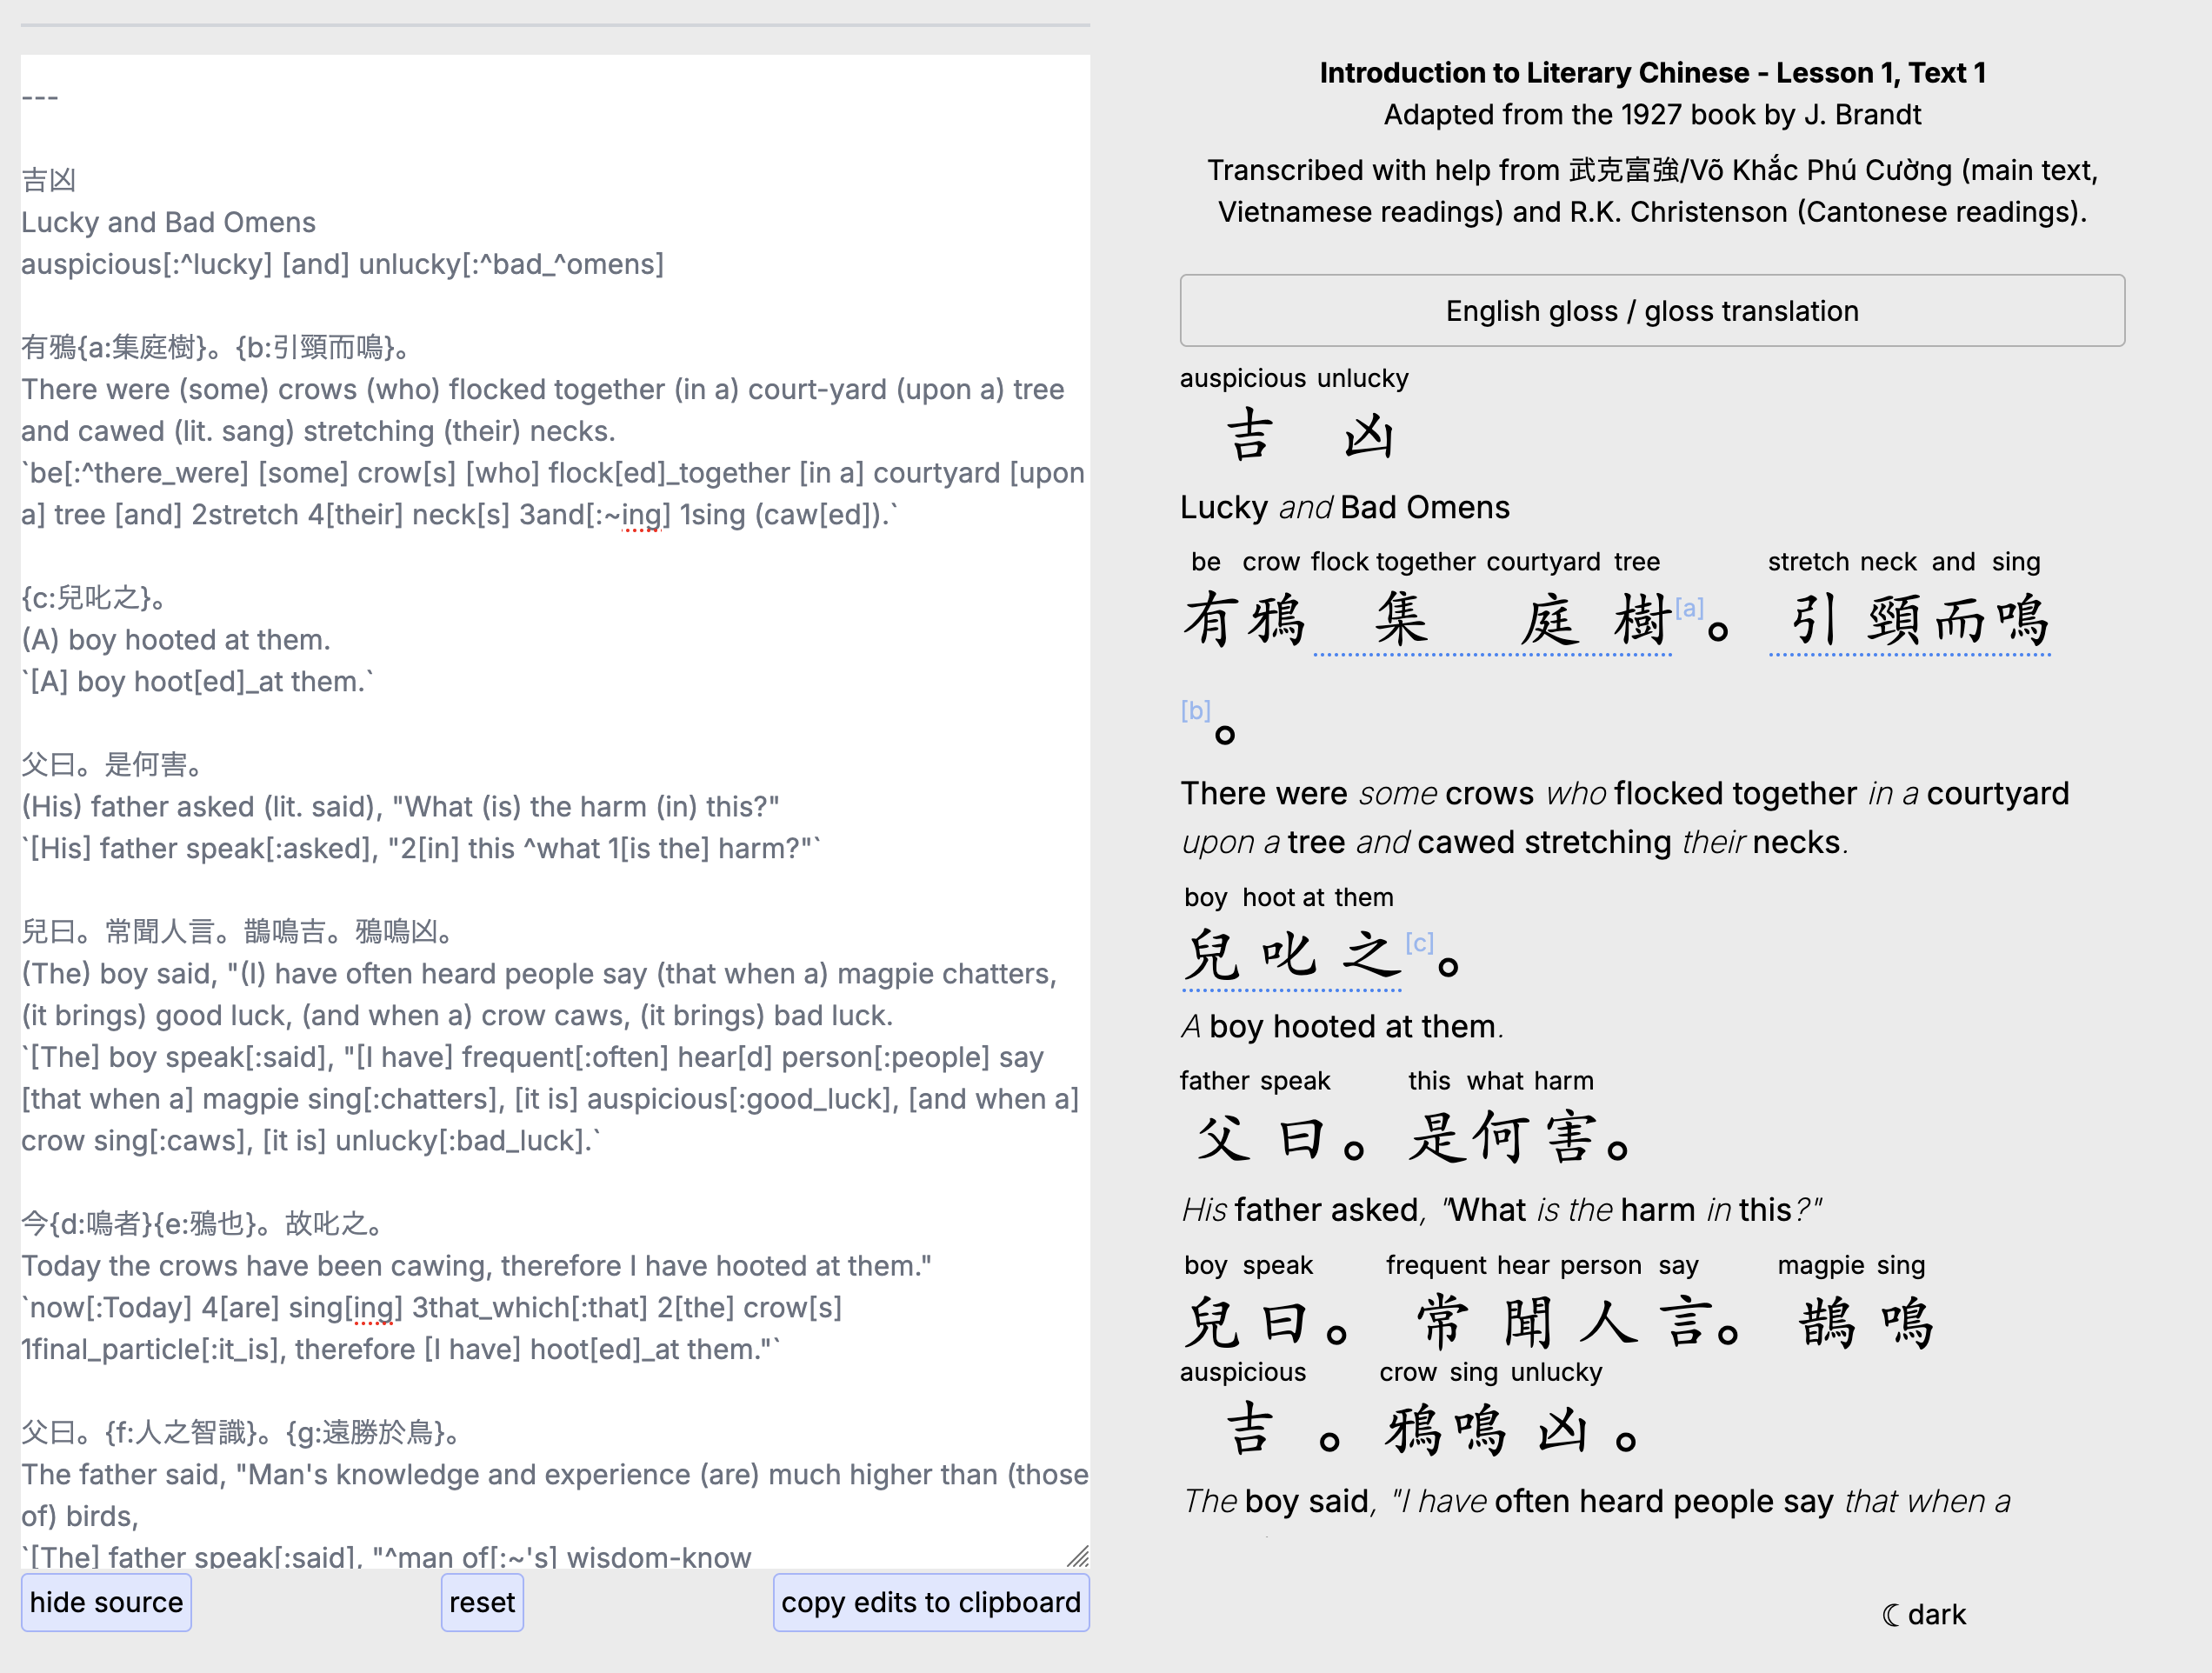 ---
吉凶
Lucky and Bad Omens
auspicious[:^lucky] [and] unlucky[:^bad_^omens]
有鴉{a:集庭樹}。{b:引頸而鳴}。
There were (some) crows (who) flocked together (in a) court-yard (upon a) tree
and cawed (lit. sang) stretching (their) necks.
`be[:^there_were] [some] crow[s] [who] flock[ed]_together [in a] courtyard [upon
a] tree [and] 2stretch 4[their] neck[s] 3and[:~ing] 1sing (caw[ed]).`
{c:兒叱之}。
(A) boy hooted at them.
`[A] boy hoot[ed]_at them.`
父曰。是何害。
(His) father asked (lit. said), "What (is) the harm (in) this?"
`[His] father speak[:asked], "2[in] this ^what 1[is the] harm?"`
兒曰。常聞人言。鵲鳴吉。鴉鳴凶。
(The) boy said, "(I) have often heard people say (that when a) magpie chatters,
(it brings) good luck, (and when a) crow caws, (it brings) bad luck.
`[The] boy speak[:said], "[I have] frequent[:often] hear[d] person[:people] say
[that when a] magpie sing[:chatters], [it is] auspicious[:good_luck], [and when a]
crow sing[:caws], [it is] unlucky[:bad_luck].`
今{d:鳴者}{e:鴉也}。故叱之。
Today the crows have been cawing, therefore I have hooted at them."
`now[:Today] 4[are] sing[ing] 3that_which[:that] 2[the] crow[s]
1final_particle[:it_is], therefore [I have] hoot[ed]_at them."`
父曰。{f:人之智識}。{g:遠勝於鳥}。
The father said, "Man's knowledge and experience (are) much higher than (those
of) birds,
`[The] father speak[:said], "^man of[:~'s] wisdom-know
hide source
reset
copy edits to clipboard
Introduction to Literary Chinese - Lesson 1, Text 1
Adapted from the 1927 book by J. Brandt
Transcribed with help from 武克富強/Võ Khắc Phú Cường (main text,
Vietnamese readings) and R.K. Christenson (Cantonese readings).
English gloss / gloss translation
auspicious unlucky
吉 凶
Lucky and Bad Omens
be crow flock together courtyard tree stretch neck and sing
有鴉集庭樹[a]。引頸而鳴
[b]。
There were some crows who flocked together in a courtyard
upon a tree and cawed stretching their necks.
boy hoot at them
兒叱之[c]。
A boy hooted at them.
father speak this what harm
父曰。是何害。
His father asked, "What is the harm in this?"
boy speak frequent hear person say magpie sing
兒曰。常聞人言。鵲鳴
auspicious crow sing unlucky
吉。鴉鳴凶。
The boy said, "I have often heard people say that when a
☾dark